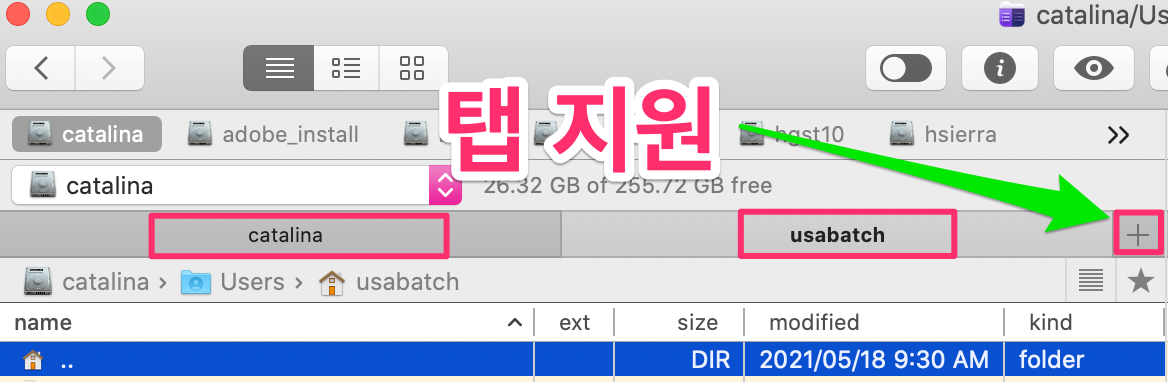 catalina/Us
탭 지원
catalina adobe_install hgst10 hsierra
catalina 26.32 GB of 255.72 GB free
catalina usabatch
catalina › Users › usabatch
name ext size modified kind
.. DIR 2021/05/18 9:30 AM folder